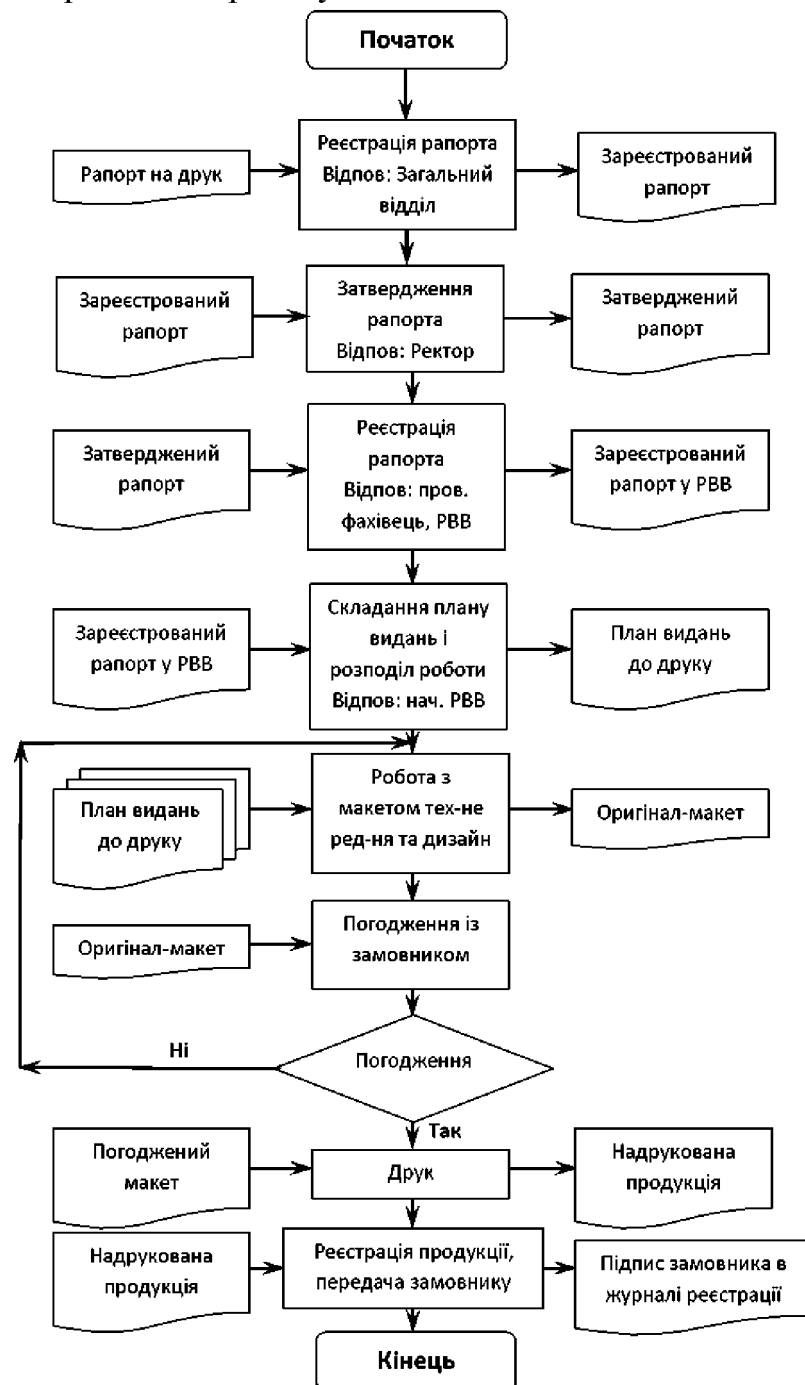 Початок
Рапорт на друк
Реєстрація рапорта
Відпов: Загальний
відділ
Зареєстрований
рапорт
Зареєстрований
рапорт
Затвердження
рапорта
Відпов: Ректор
Затверджений
рапорт
Затверджений
рапорт
Реєстрація
рапорта
Відпов: пров.
фахівець, РВВ
Зареєстрований
рапорт у РВВ
Зареєстрований
рапорт у РВВ
Складання плану
видань і
розподіл роботи
Відпов: нач. РВВ
План видань
до друку
План видань
до друку
Робота з
макетом тех-не
ред-ня та дизайн
Оригінал-макет
Оригінал-макет
Погодження із
замовником
Погодження
Ні
Так
Погоджений
макет
Друк
Надрукована
продукція
Надрукована
продукція
Реєстрація продукції,
передача замовнику
Підпис замовника в
журналі реєстрації
Кінець